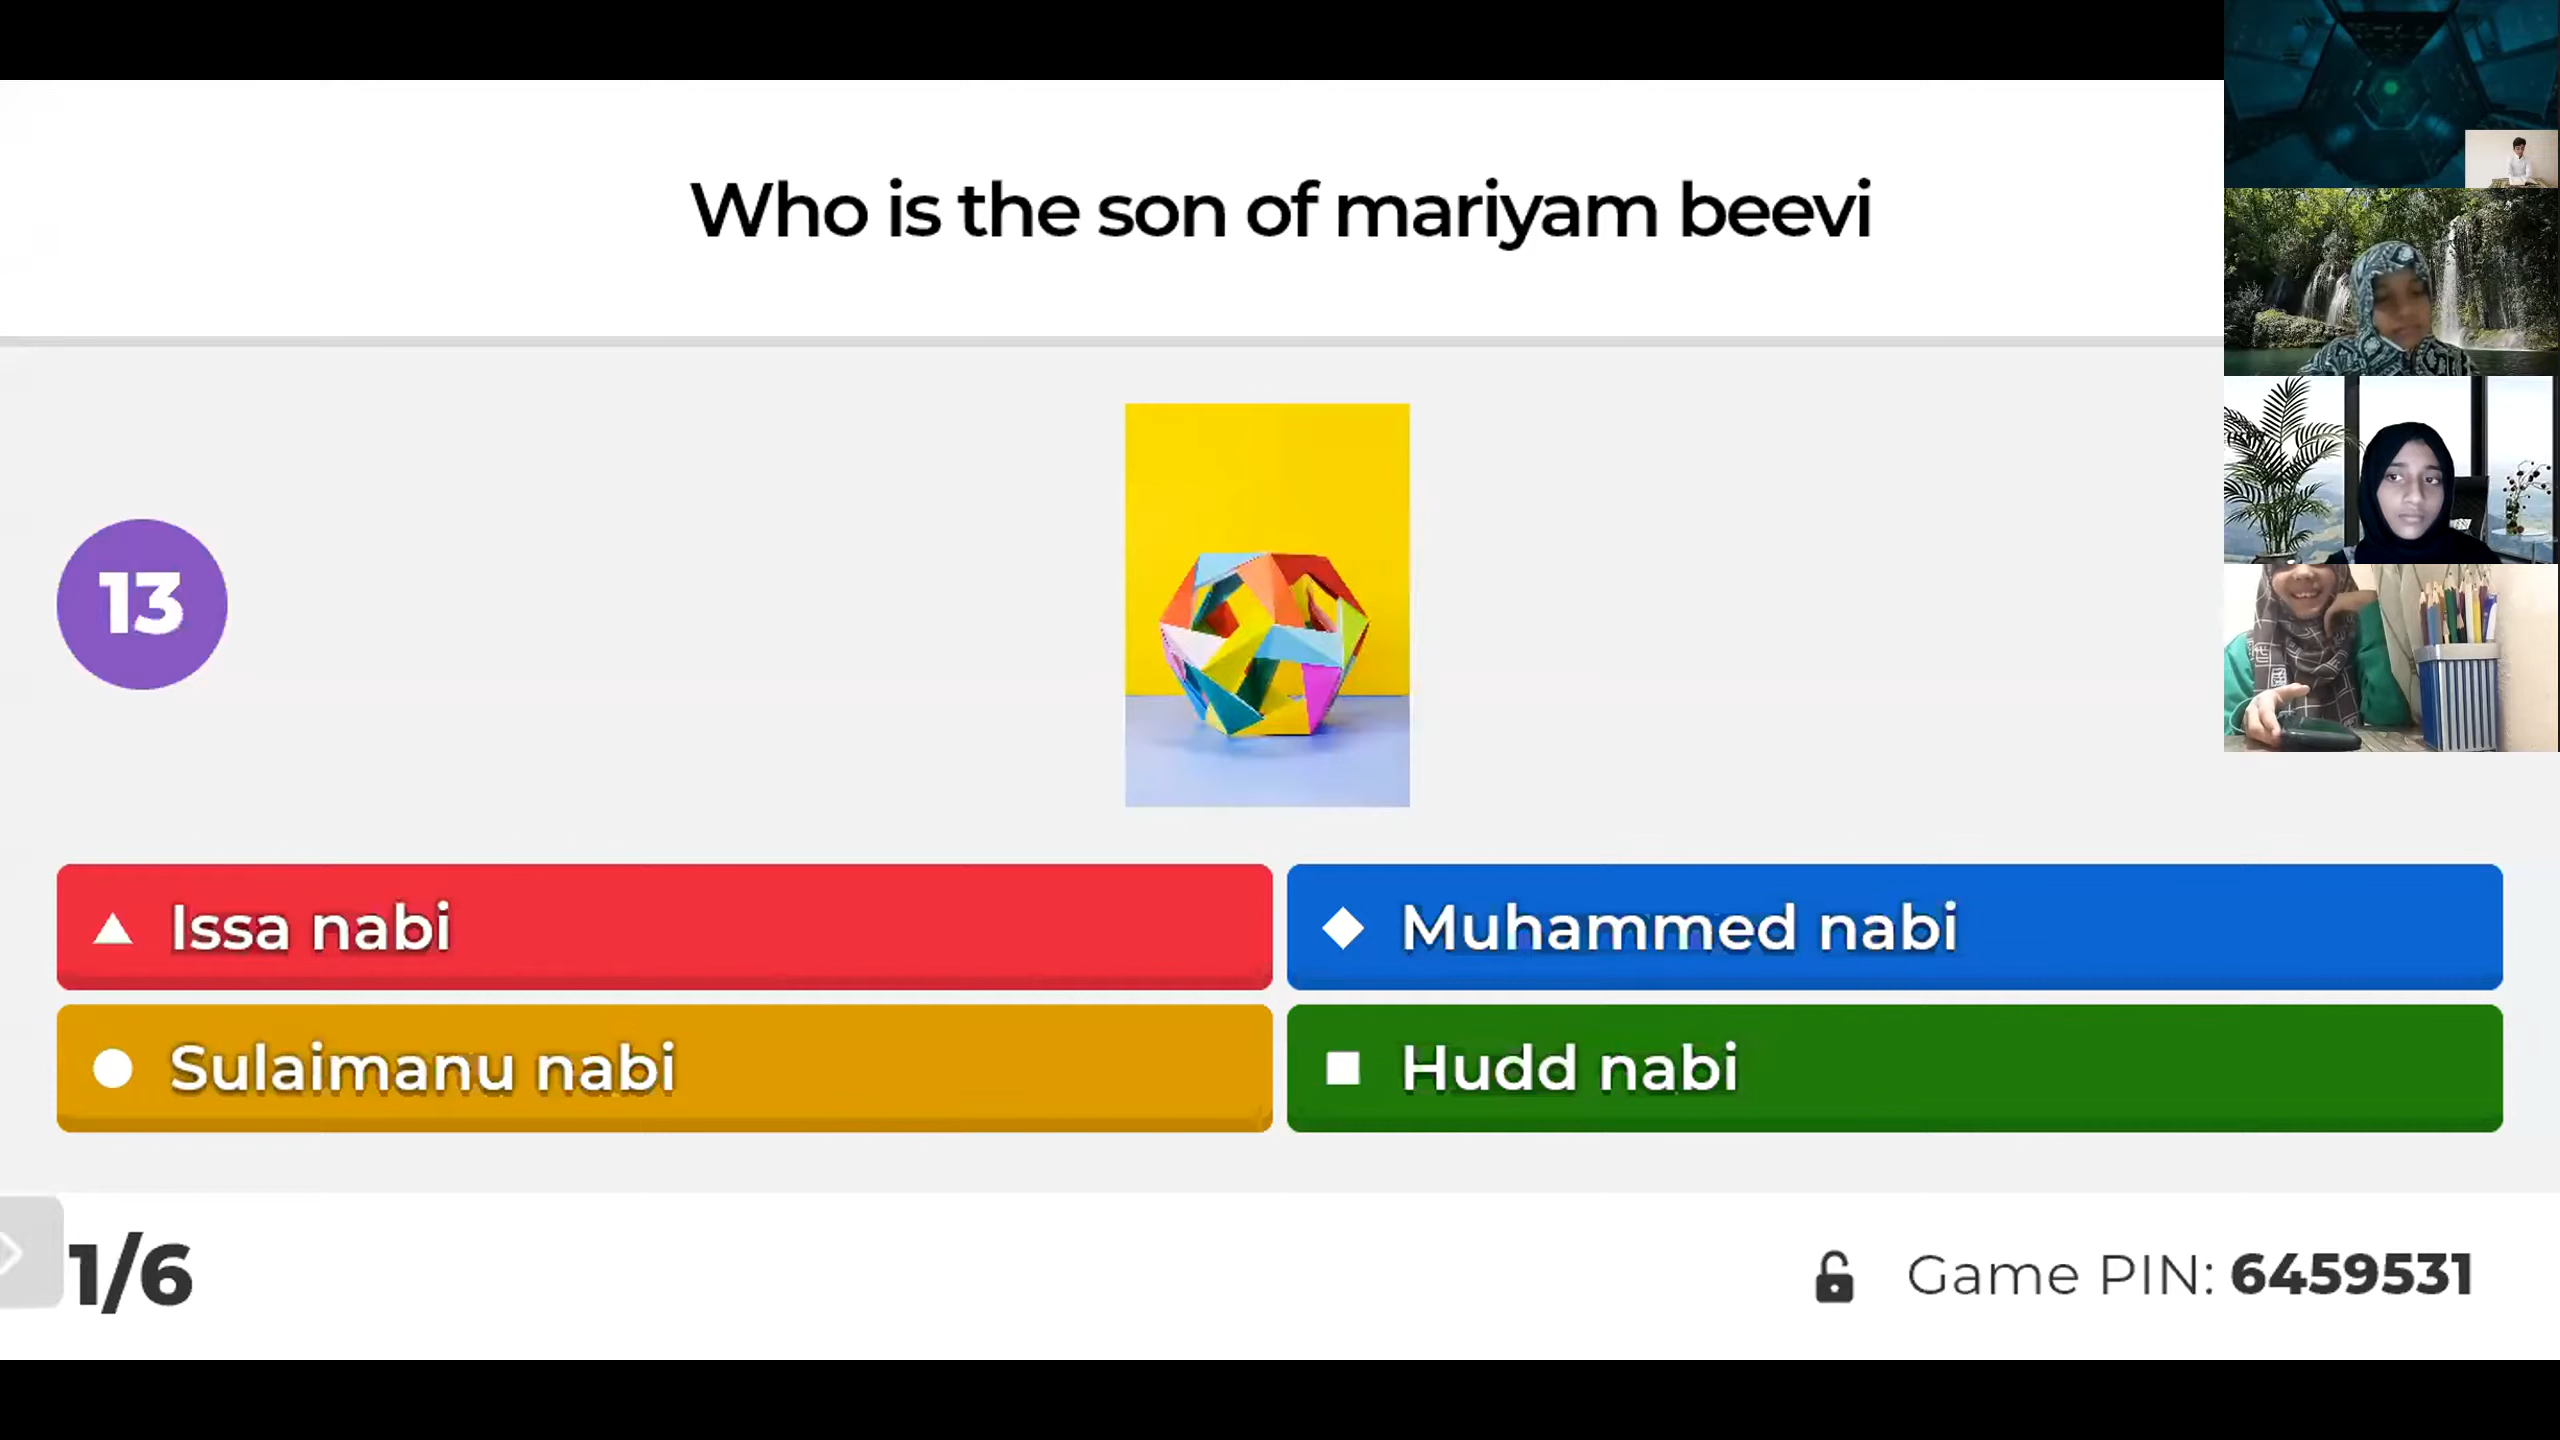 Who is the son of mariyam beevi
13
Issa nabi
Muhammed nabi
Sulaimanu nabi
Hudd nabi
1/6
Game PIN: 6459531